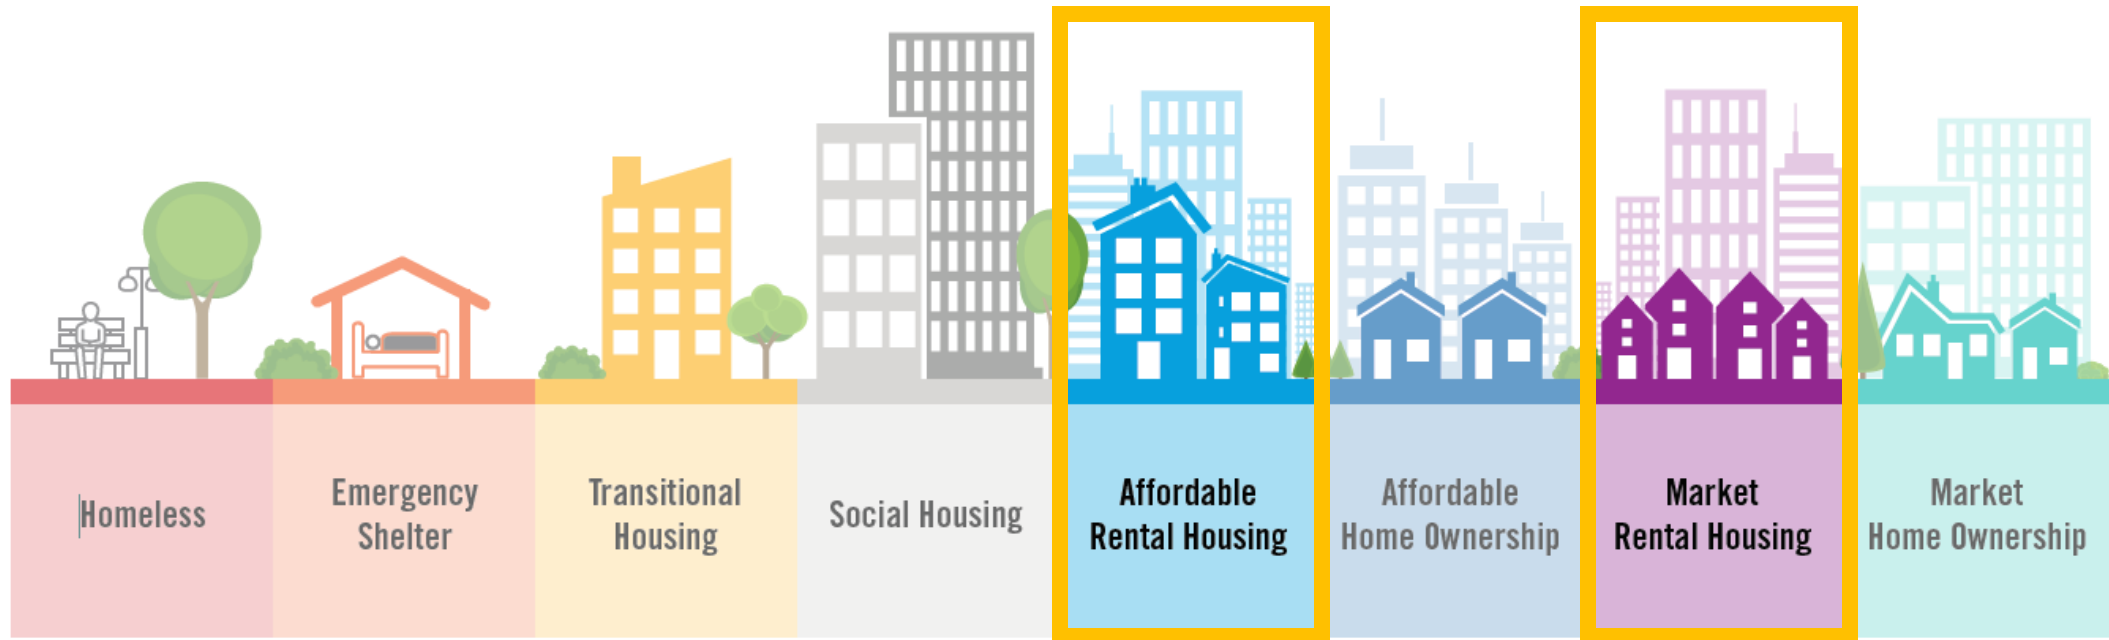 Homeless
Emergency
Shelter
Transitional
Housing
Social Housing
Affordable
Rental Housing
Affordable
Home Ownership
Market
Rental Housing
Market
Home Ownership